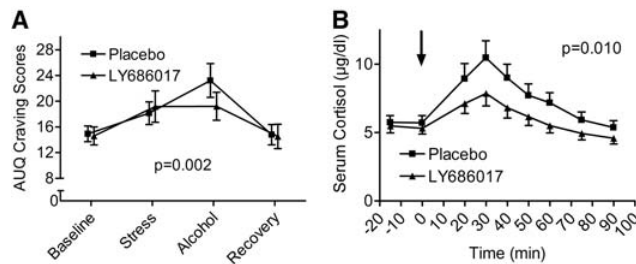 A
AUQ Craving Scores
28
24
20
16
12
8
0
Placebo
LY686017
p=0.002
Baseline
Stress
Alcohol
Recovery
B
Serum Cortisol (µg/dl)
10
5
0
p=0.010
Placebo
LY686017
-20
-10
0
10
20
30
40
50
60
70
80
90
100
Time (min)